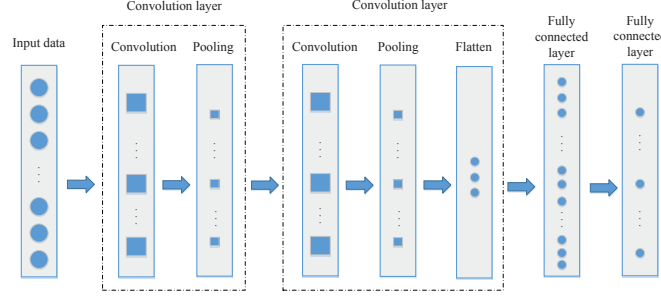 Convolution layer
Convolution layer
Fully
connected
layer
Fully
connected
layer
Input data
Convolution
Pooling
Convolution
Pooling
Flatten